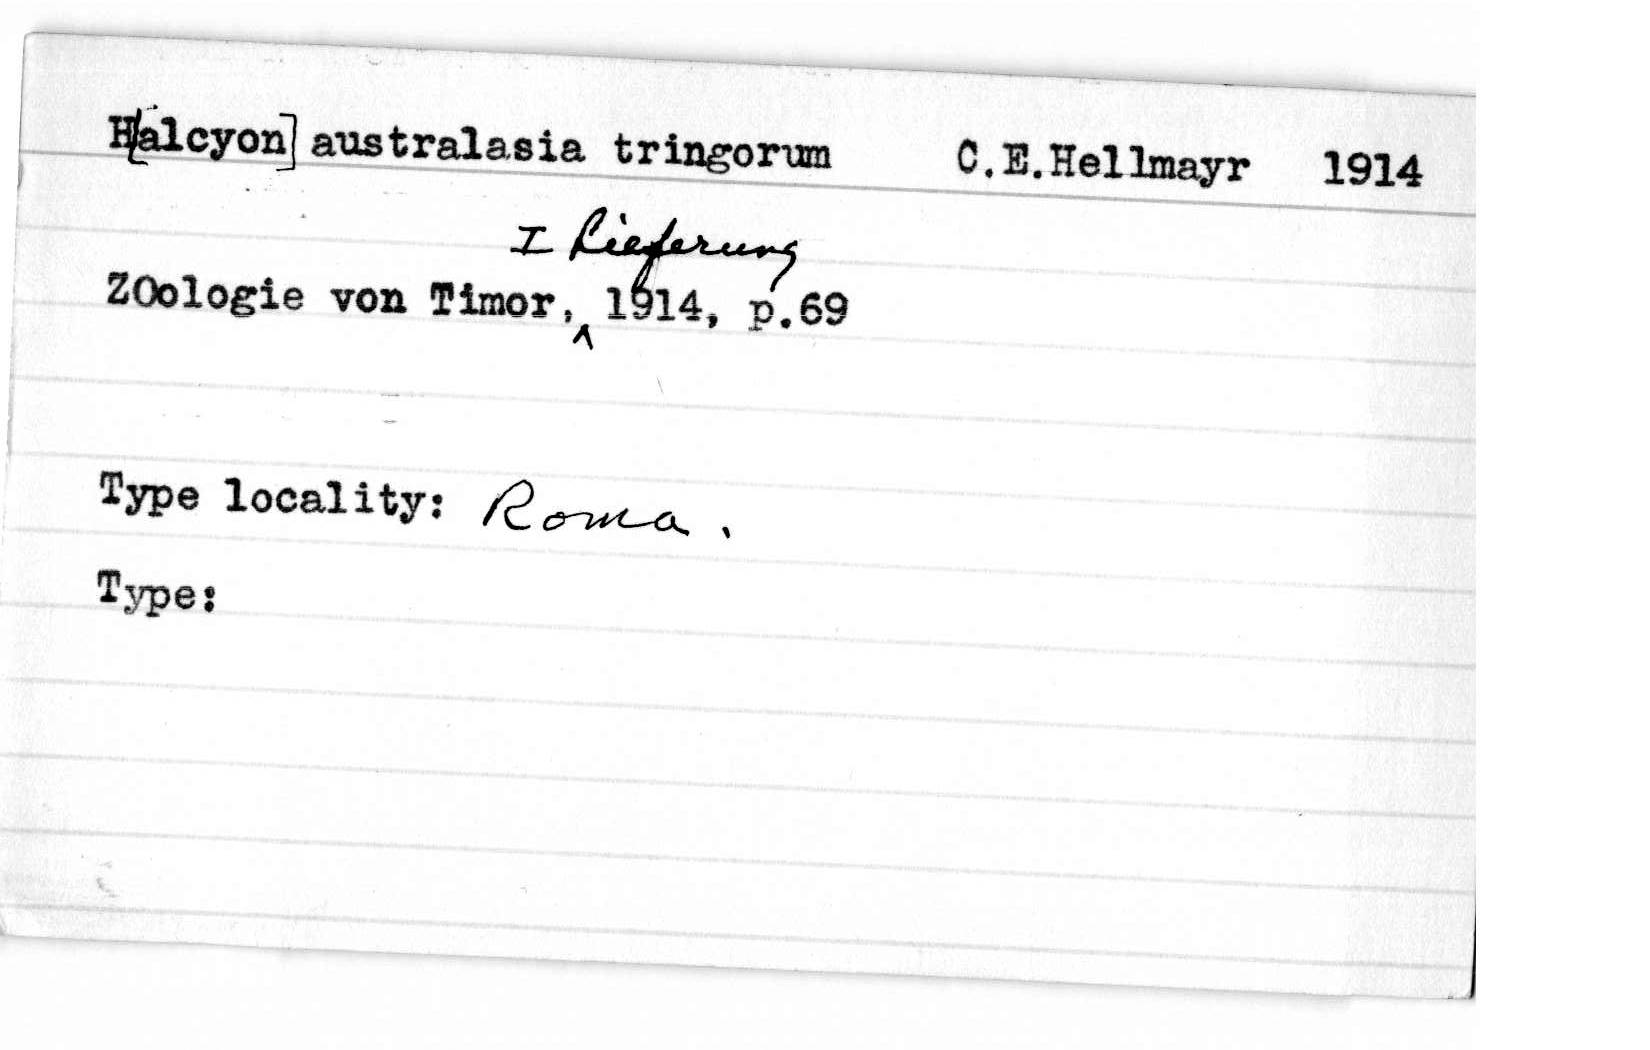 H[alcyon] australasia tringorum C.E.Hellmayr 1914
I Lieferung
ZOologie von Timor,^ 1914, p.69
Type locality: Roma.
Type: